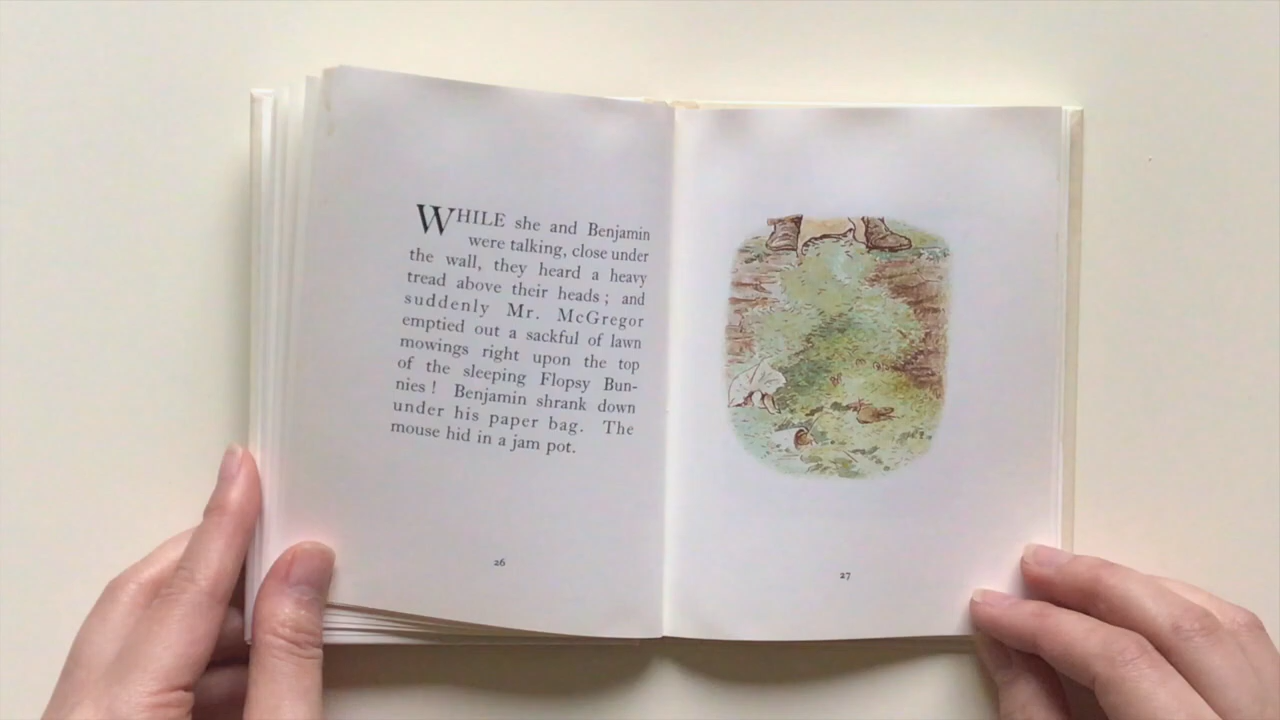 WHILE she and Benjamin
were talking, close under
the wall, they heard a heavy
tread above their heads; and
suddenly Mr. McGregor
emptied out a sackful of lawn
mowings right upon the top
of the sleeping Flopsy Bun-
nies! Benjamin shrank down
under his paper bag. The
mouse hid in a jam pot.
26
27